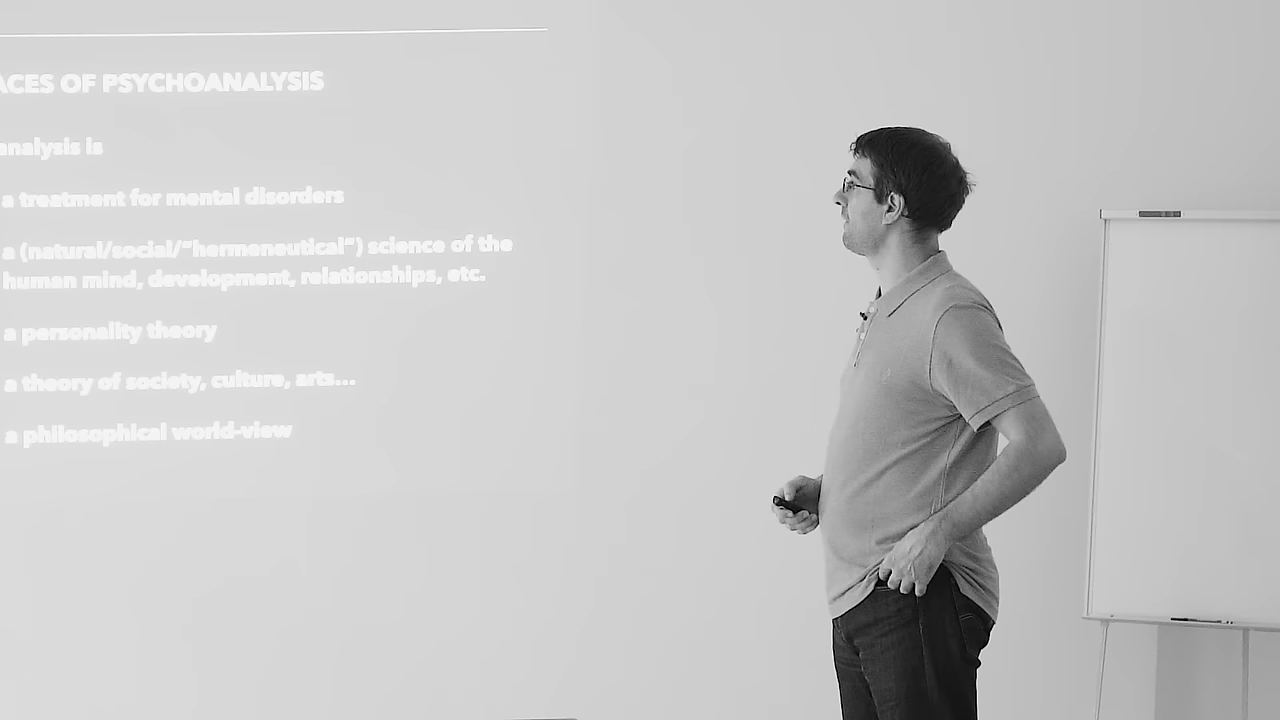 ACES OF PSYCHOANALYSIS
analysis is
a treatment for mental disorders
a (natural/social/"hermeneutical") science of the
human mind, development, relationships, etc.
a personality theory
a theory of society, culture, arts...
a philosophical world-view